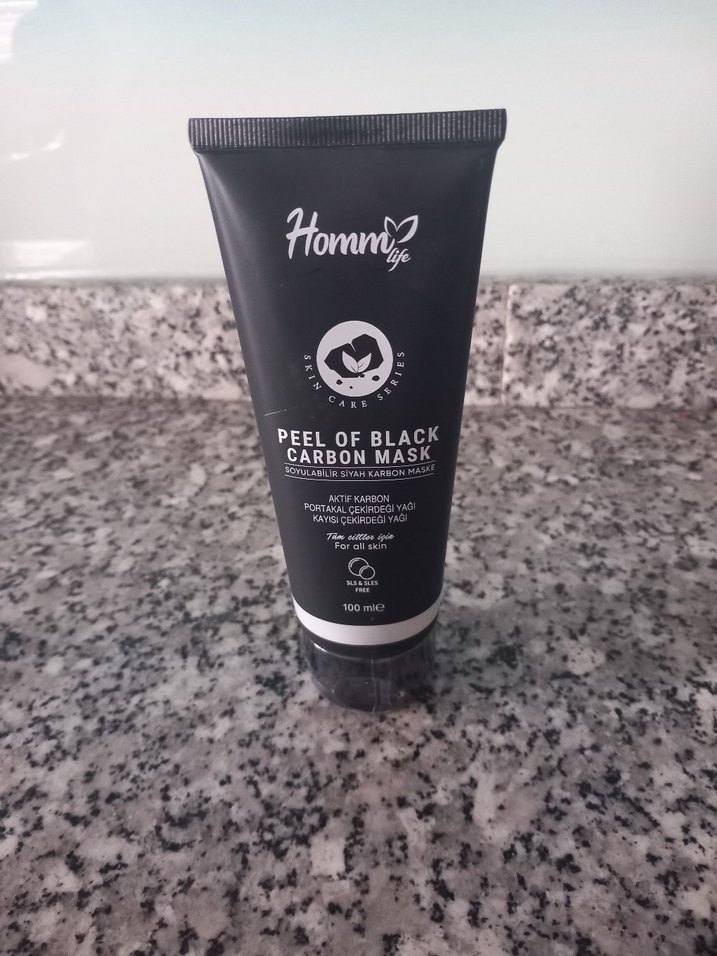 Homm
life
SKIN CARE SERIES
PEEL OF BLACK
CARBON MASK
SOYULABİLİR SİYAH KARBON MASKE
AKTİF KARBON
PORTAKAL ÇEKİRDEĞİ YAĞI
KAYISI ÇEKİRDEĞİ YAĞI
Tüm ciltler için
For all skin
SLS & SLES
FREE
100 ml℮